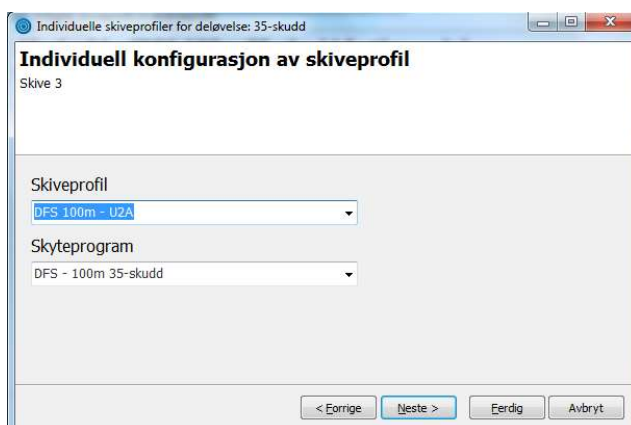 Individuelle skiveprofiler for deløvelse: 35-skudd
Individuell konfigurasjon av skiveprofil
Skive 3
Skiveprofil
DFS 100m - U2A
Skyteprogram
DFS - 100m 35-skudd
< Forrige Neste > Ferdig Avbryt